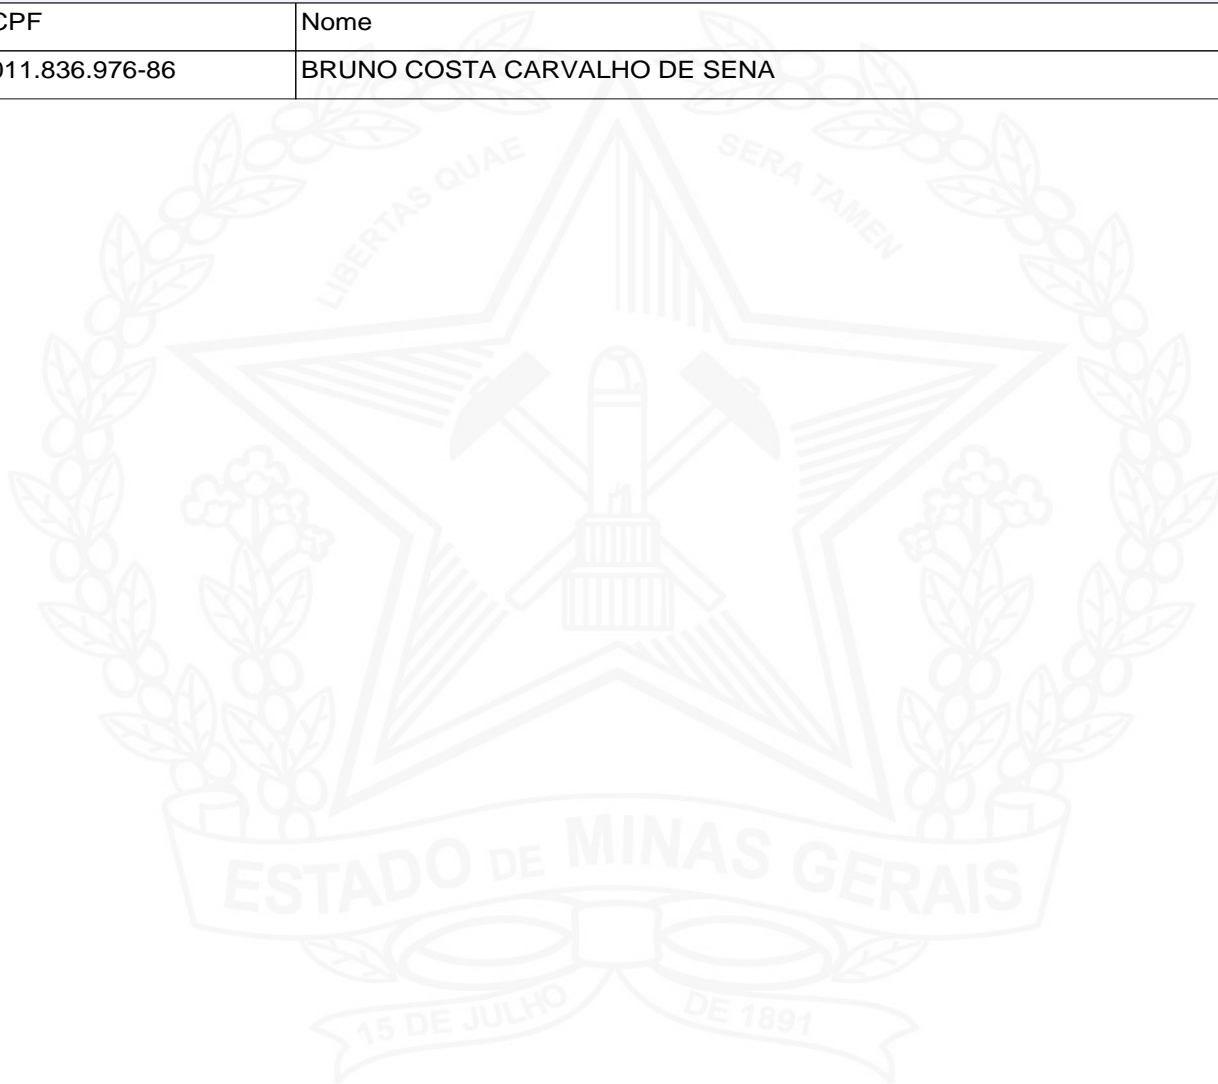 CPF Nome
011.836.976-86 BRUNO COSTA CARVALHO DE SENA
LIBERTAS QUAE SERA TAMEN
ESTADO DE MINAS GERAIS
15 DE JULHO DE 1891